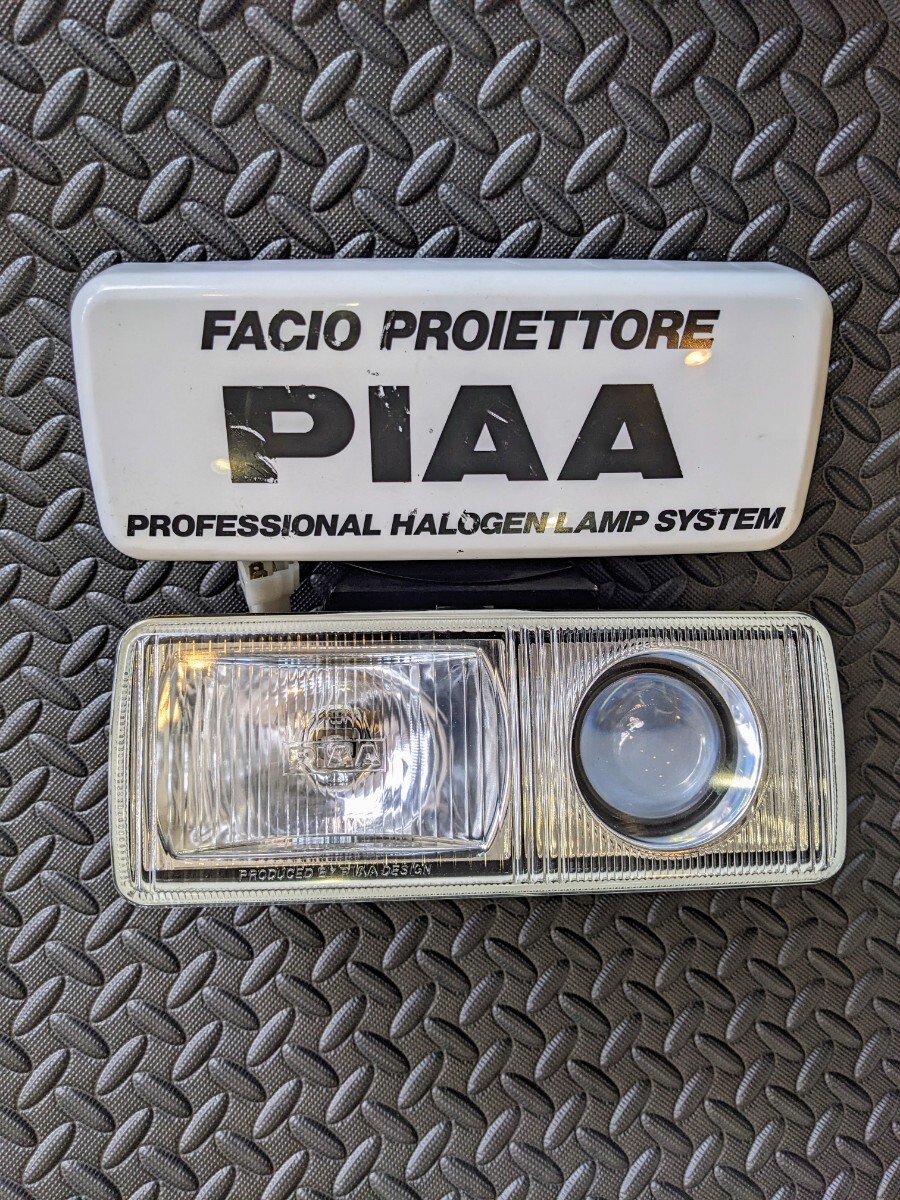 FACIO PROIETTORE
PIAA
PROFESSIONAL HALOGEN LAMP SYSTEM
PIAA
PRODUCED BY PIAA DESIGN